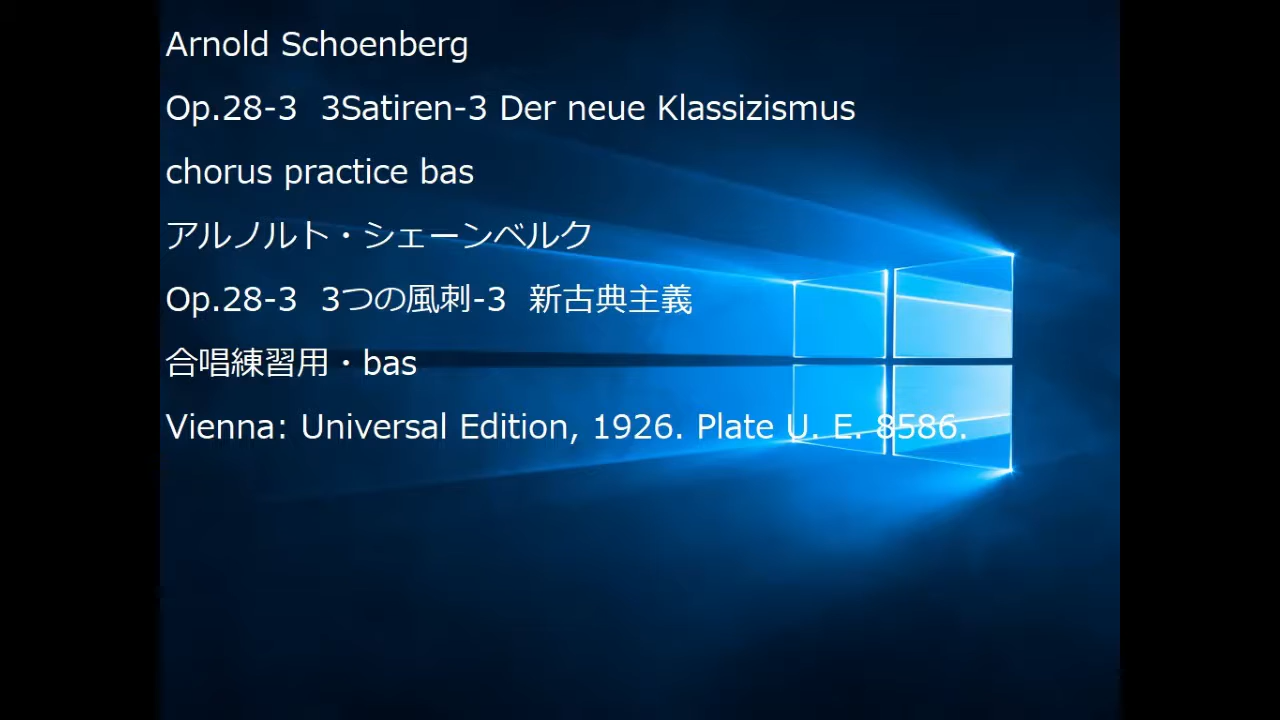 Arnold Schoenberg
Op.28-3  3Satiren-3 Der neue Klassizismus
chorus practice bas
アルノルト・シェーンベルク
Op.28-3  3つの風刺-3  新古典主義
合唱練習用・bas
Vienna: Universal Edition, 1926. Plate U. E. 8586.